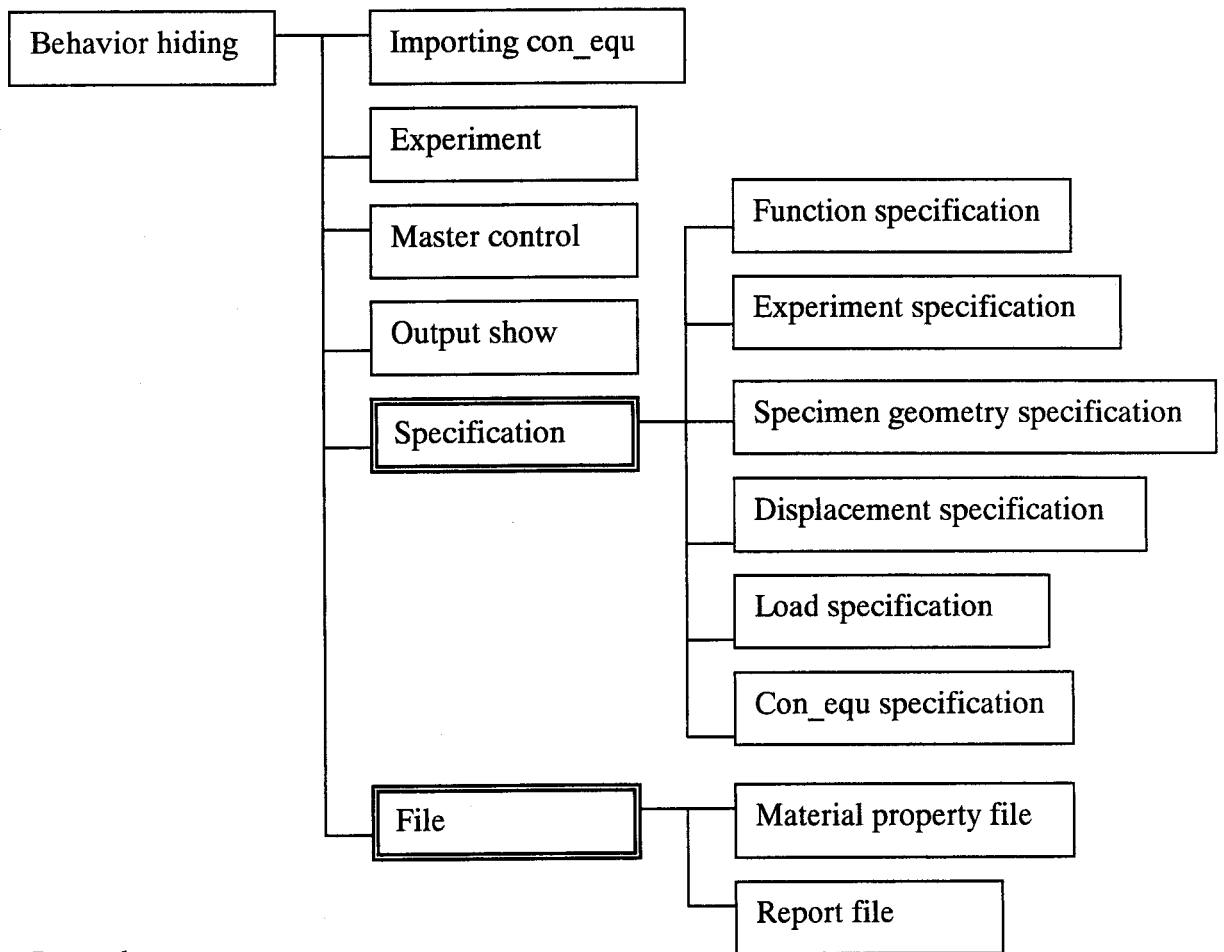 Behavior hiding
Importing con_equ
Experiment
Master control
Output show
Specification
Function specification
Experiment specification
Specimen geometry specification
Displacement specification
Load specification
Con_equ specification
File
Material property file
Report file